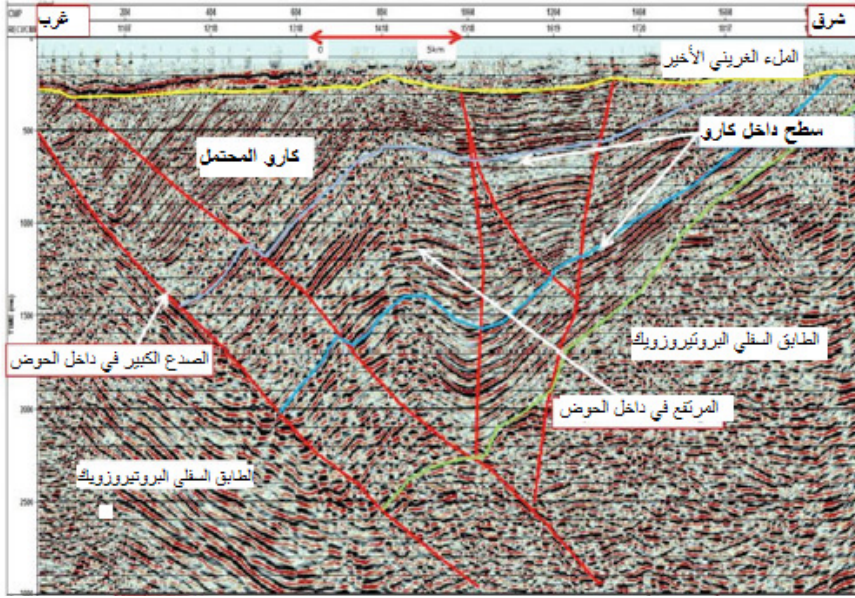 CMP
غرب
شرق
0
5km
الملء الغريني الأخير
سطح داخل كارو
كارو المحتمل
500
1000
1500
2000
2500
الصدع الكبير في داخل الحوض
الطابق السفلي البروتيروزويك
المرتفع في داخل الحوض
الطابق السفلي البروتيروزويك